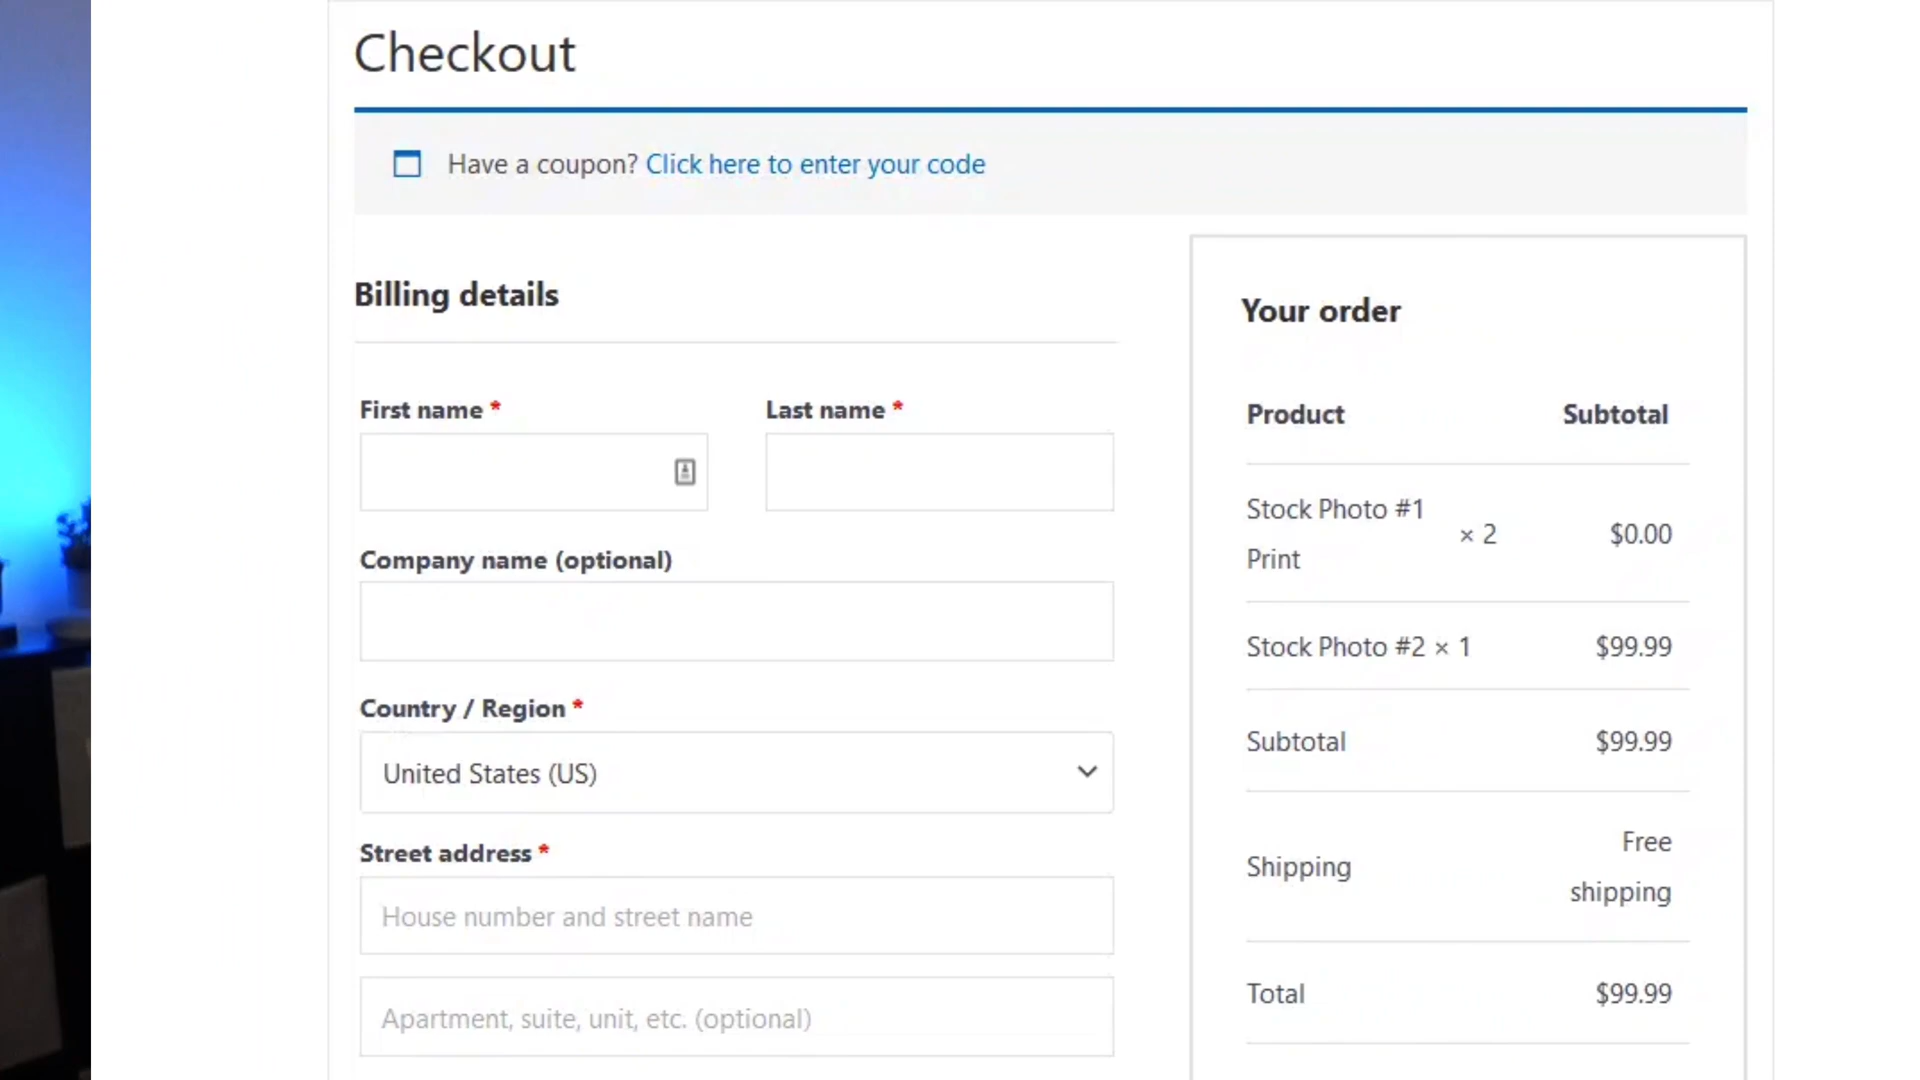 Checkout
Have a coupon? Click here to enter your code
Billing details
First name *
Last name *
Company name (optional)
Country / Region *
United States (US)
Street address *
House number and street name
Apartment, suite, unit, etc. (optional)
Your order
Product Subtotal
Stock Photo #1
Print
× 2
$0.00
Stock Photo #2 × 1 $99.99
Subtotal $99.99
Shipping
Free
shipping
Total $99.99